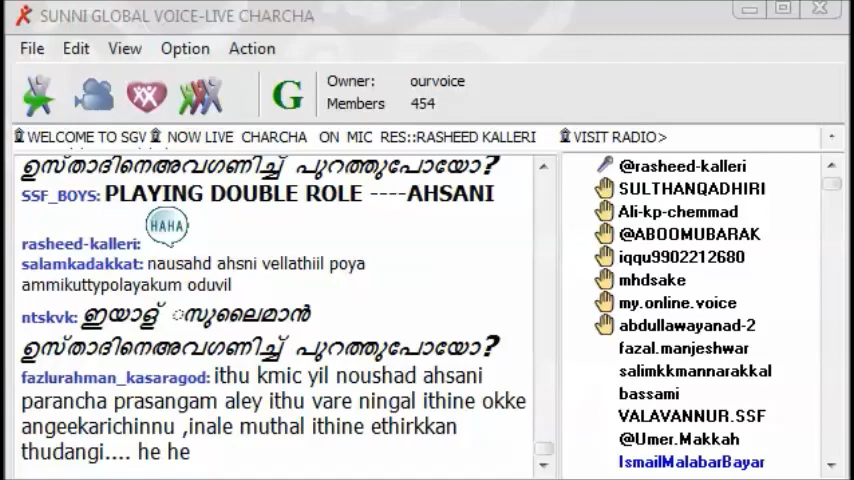 SUNNI GLOBAL VOICE-LIVE CHARCHA
File Edit View Option Action
G
Owner: ourvoice
Members 454
WELCOME TO SGV NOW LIVE CHARCHA ON MIC RES::RASHEED KALLERI VISIT RADIO>
ഉസ്താദിനെഅവഗണിച്ച് പുറത്തുപോയോ?
SSF_BOYS: PLAYING DOUBLE ROLE ----AHSANI
HAHA
rasheed-kalleri:
salamkadakkat: nausahd ahsni vellathiil poya
ammikuttypolayakum oduvil
ntskvk: ഇയാള് ​ുസുലൈമാൻ
ഉസ്താദിനെഅവഗണിച്ച് പുറത്തുപോയോ?
fazlurahman_kasaragod: ithu kmic yil noushad ahsani
parancha prasangam aley ithu vare ningal ithine okke
angeekarichinnu ,inale muthal ithine ethirkkan
thudangi.... he he
@rasheed-kalleri
SULTHANQADHIRI
Ali-kp-chemmad
@ABOOMUBARAK
iqqu9902212680
mhdsake
my.online.voice
abdullawayanad-2
fazal.manjeshwar
salimkkmannarakkal
bassami
VALAVANNUR.SSF
@Umer.Makkah
IsmailMalabarBayar